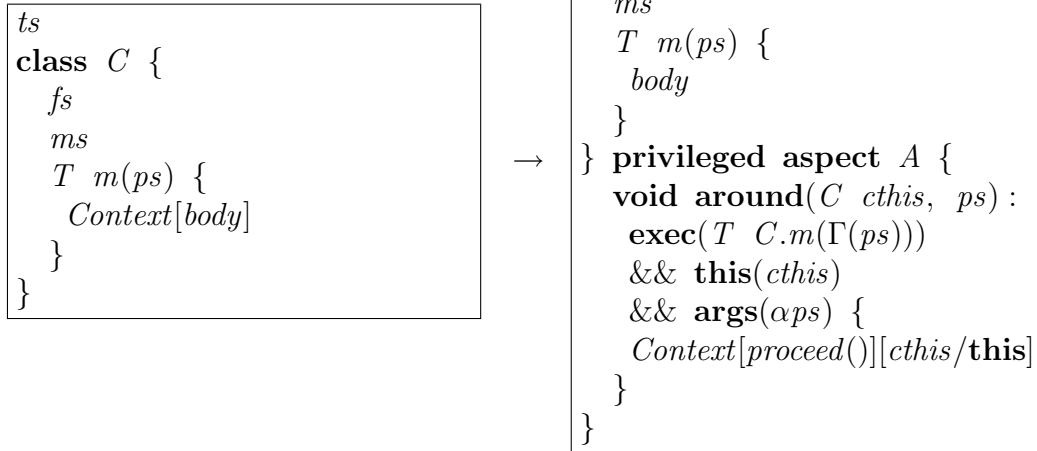 ts
class C {
fs
ms
T m(ps) {
Context[body]
}
}
→
ms
T m(ps) {
body
}
} privileged aspect A {
void around(C cthis, ps) :
exec(T C.m(Γ(ps)))
&& this(cthis)
&& args(αps) {
Context[proceed()][cthis/this]
}
}